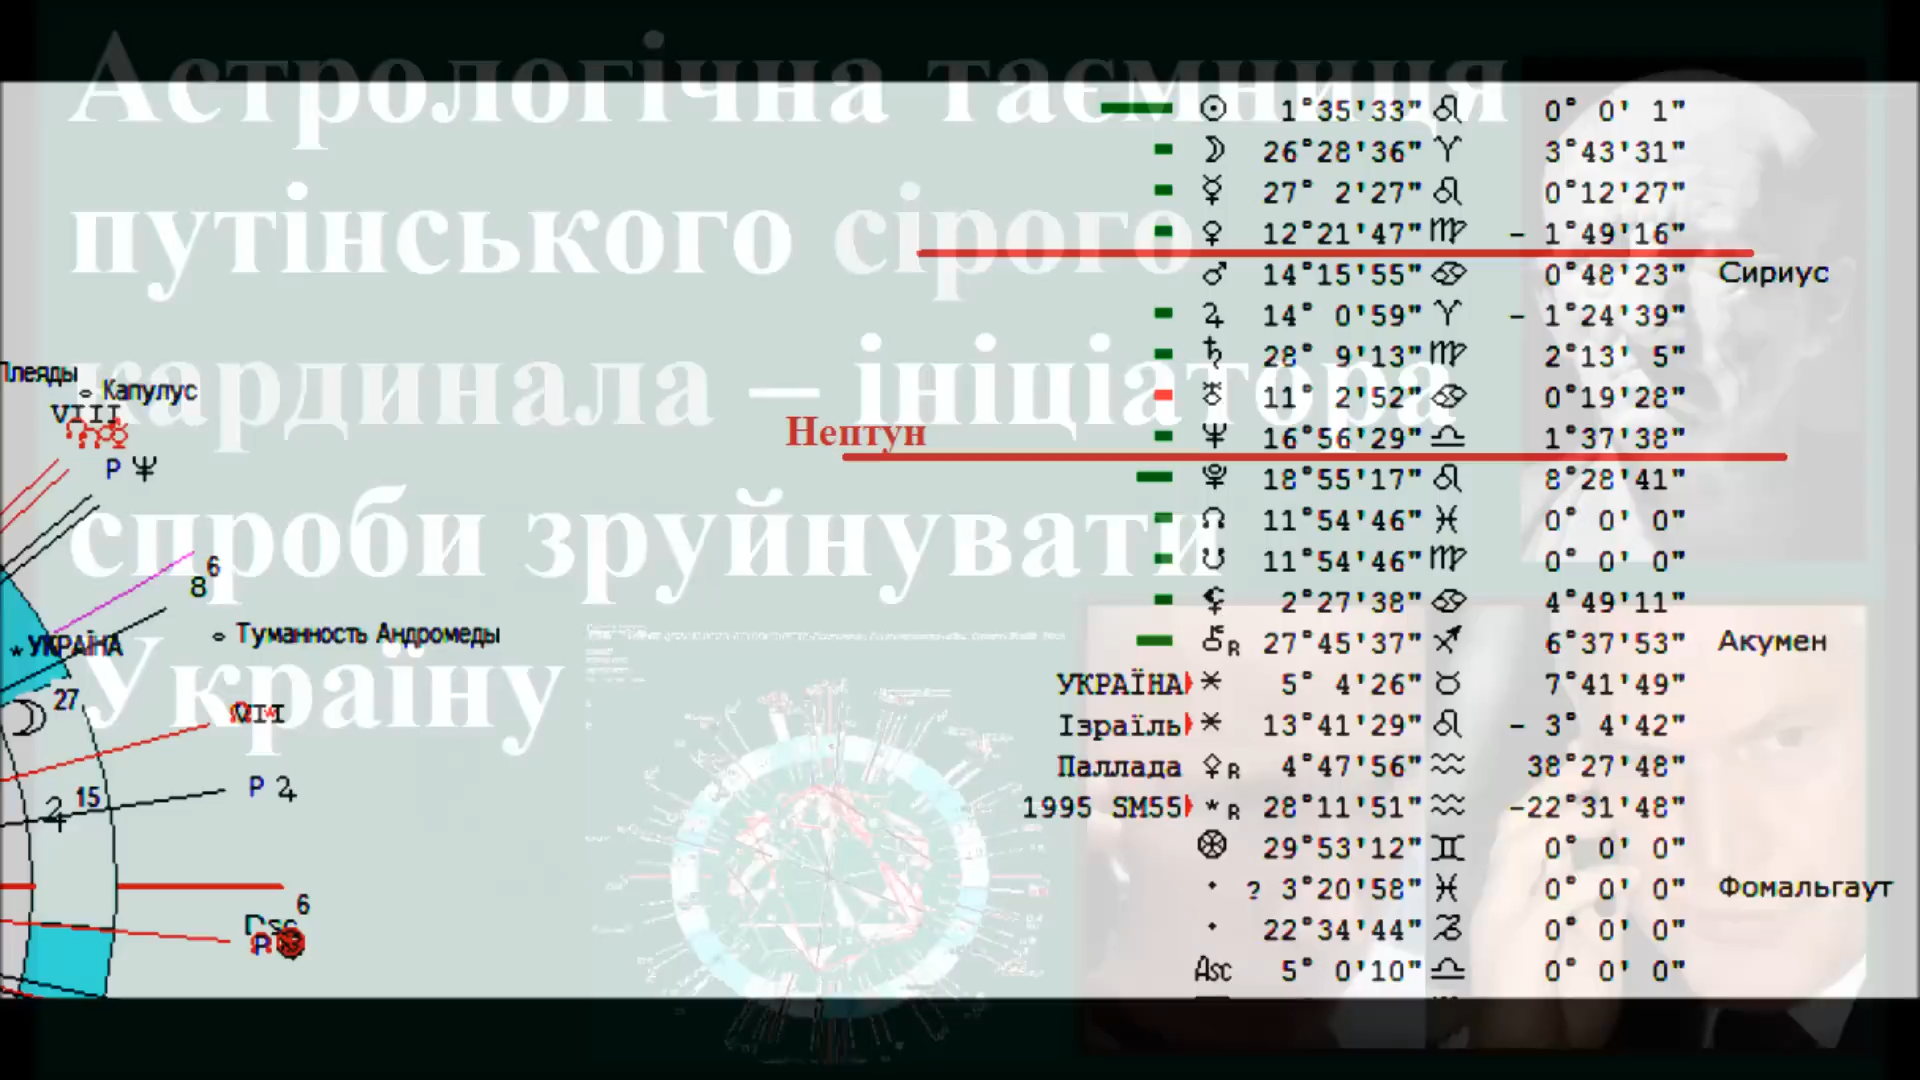 Астрологічна таємниця
путінського сірого
кардинала – ініціатора
спроби зруйнувати
Україну
☉ 1°35'33" ♌ 0° 0' 1"
☽ 26°28'36" ♈ 3°43'31"
☿ 27° 2'27" ♌ 0°12'27"
♀ 12°21'47" ♍ - 1°49'16"
♂ 14°15'55" ♋ 0°48'23" Сириус
♃ 14° 0'59" ♈ - 1°24'39"
♄ 28° 9'13" ♍ 2°13' 5"
♅ 11° 2'52" ♋ 0°19'28"
Нептун ♆ 16°56'29" ♎ 1°37'38"
♇ 18°55'17" ♌ 8°28'41"
☊ 11°54'46" ♓ 0° 0' 0"
☋ 11°54'46" ♍ 0° 0' 0"
⚸ 2°27'38" ♋ 4°49'11"
⚷ R 27°45'37" ♐ 6°37'53" Акумен
УКРАЇНА * 5° 4'26" ♉ 7°41'49"
Ізраїль * 13°41'29" ♌ - 3° 4'42"
Паллада ⚴ R 4°47'56" ♒ 38°27'48"
1995 SM55 * R 28°11'51" ♒ -22°31'48"
⊗ 29°53'12" ♊ 0° 0' 0"
· ? 3°20'58" ♓ 0° 0' 0" Фомальгаут
· 22°34'44" ♑ 0° 0' 0"
Asc 5° 0'10" ♎ 0° 0' 0"
Плеяды
Капулус
VIII
P ♆
8 6
* УКРАЇНА
Туманность Андромеды
☽ 27
VII
♃ 15
P ♃
Dsc 6
P